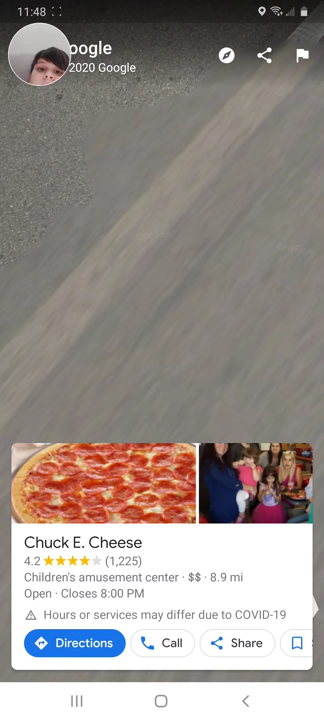 11:48
oogle
2020 Google
Chuck E. Cheese
4.2 (1,225)
Children's amusement center · $$ · 8.9 mi
Open · Closes 8:00 PM
Hours or services may differ due to COVID-19
Directions Call Share